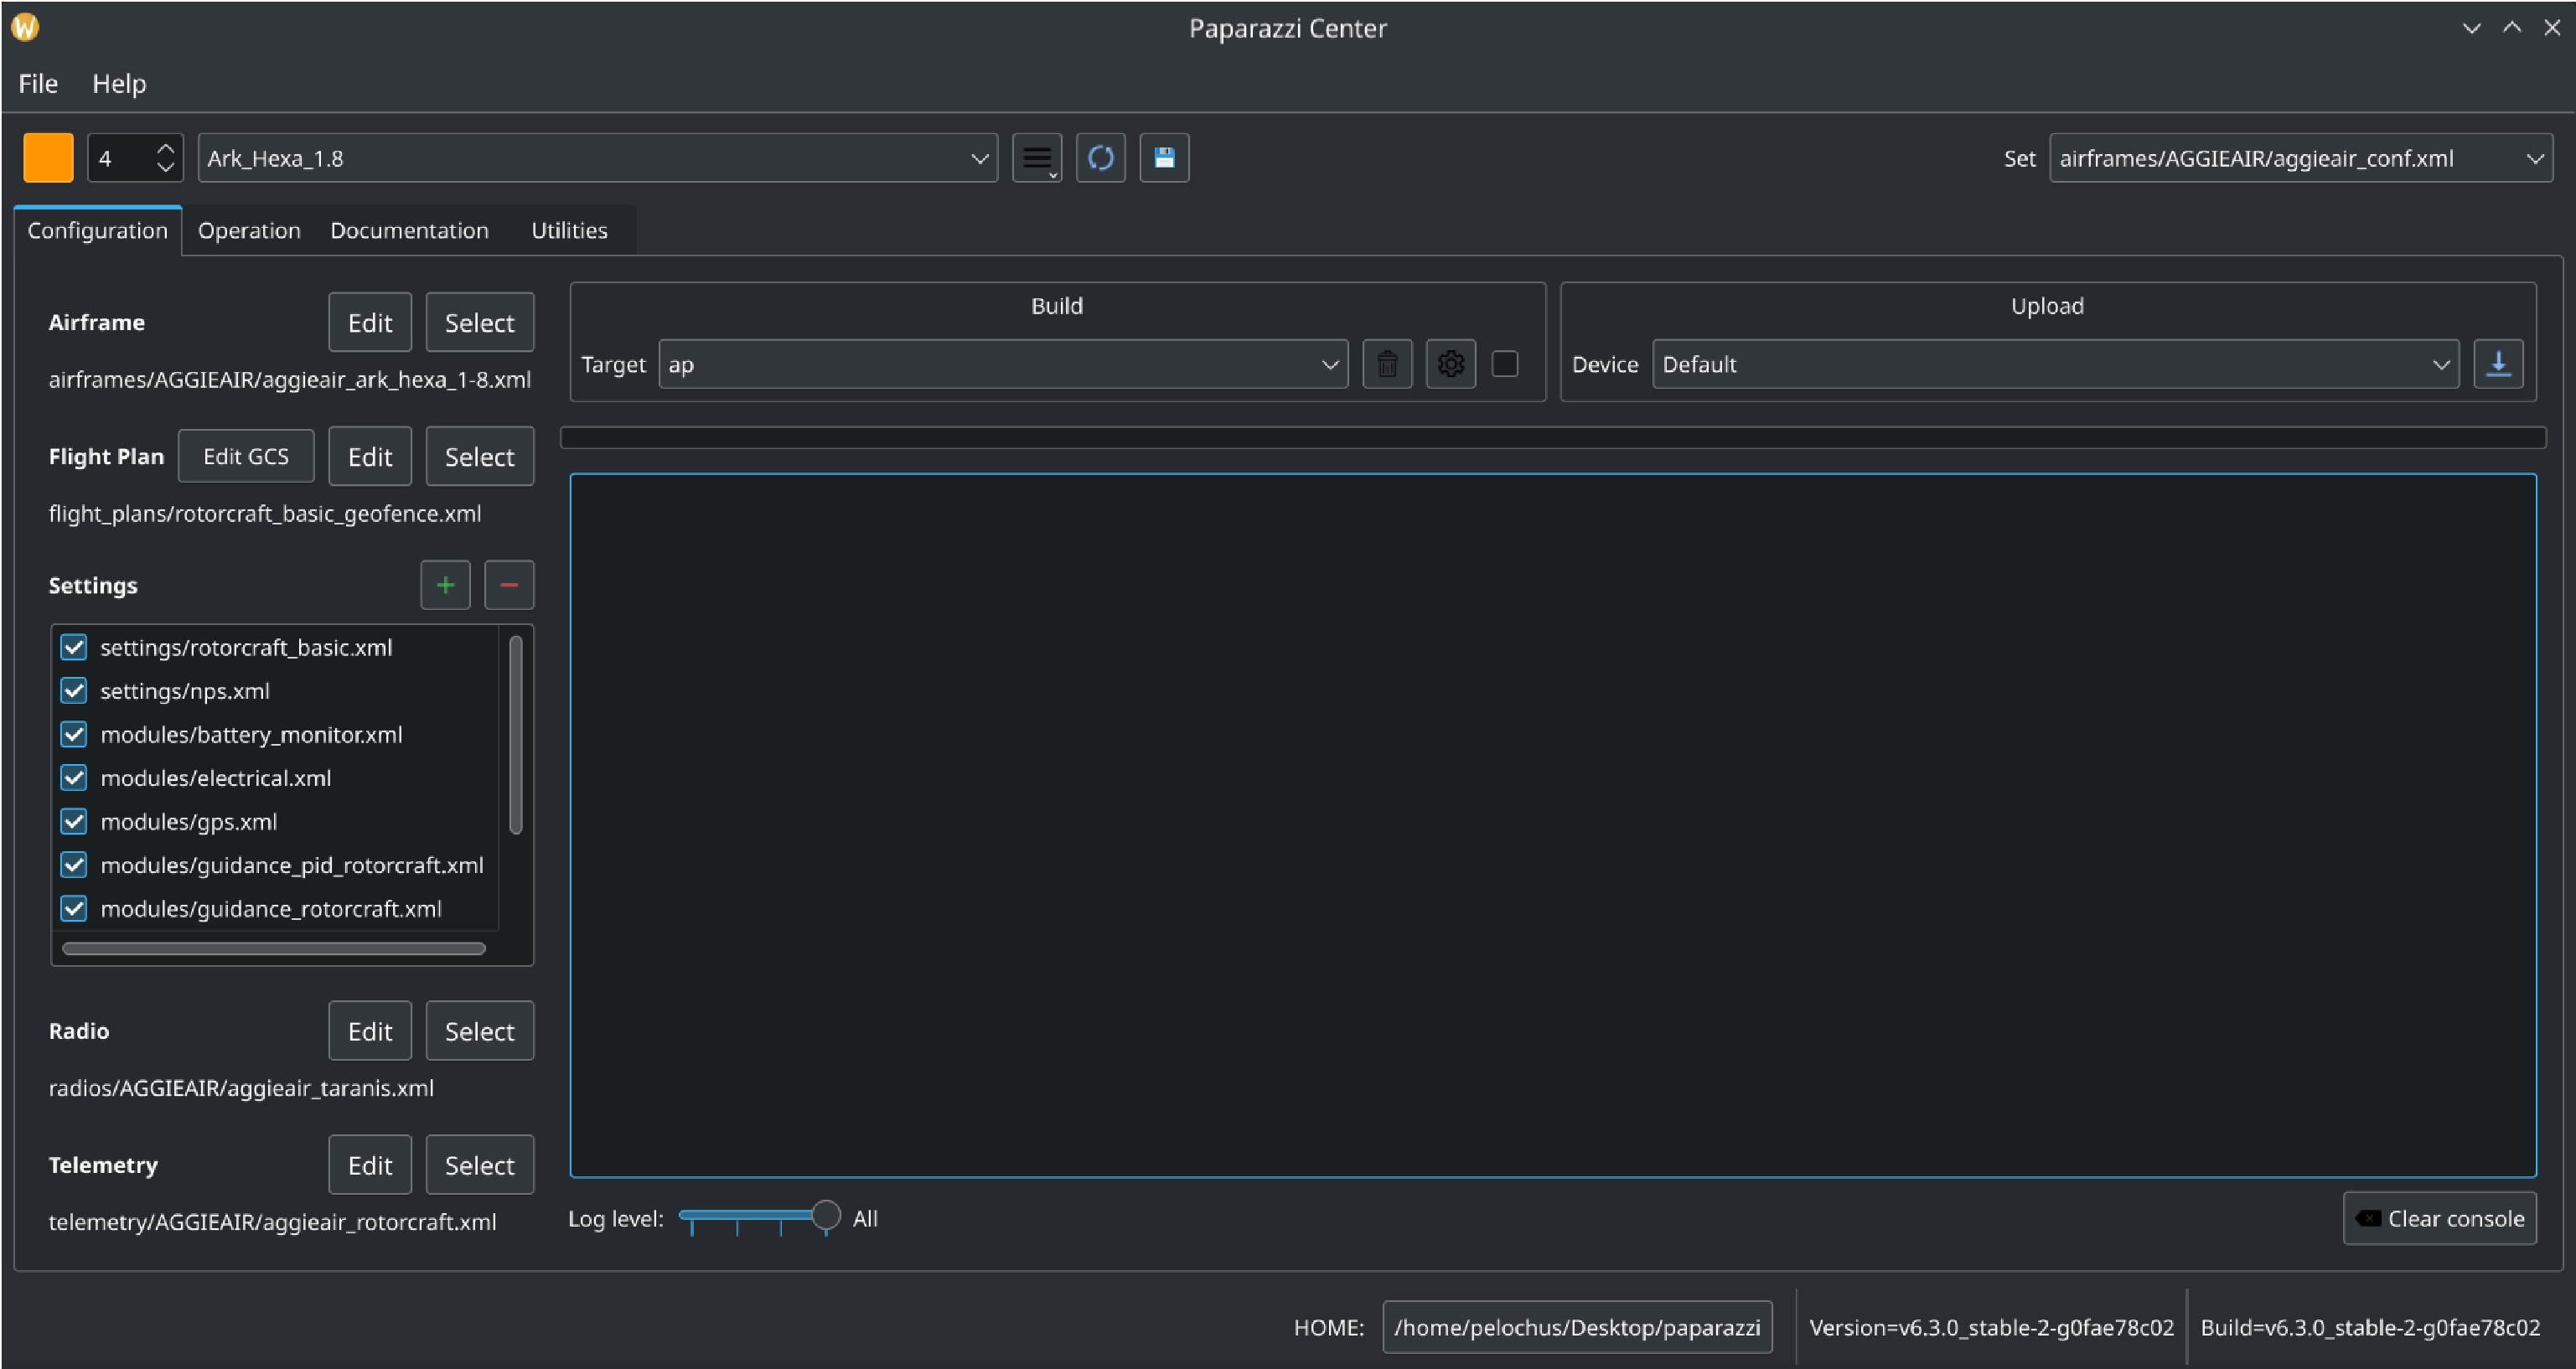 Paparazzi Center
File Help
4 Ark_Hexa_1.8 Set airframes/AGGIEAIR/aggieair_conf.xml
Configuration Operation Documentation Utilities
Airframe Edit Select
airframes/AGGIEAIR/aggieair_ark_hexa_1-8.xml
Flight Plan Edit GCS Edit Select
flight_plans/rotorcraft_basic_geofence.xml
Settings
settings/rotorcraft_basic.xml
settings/nps.xml
modules/battery_monitor.xml
modules/electrical.xml
modules/gps.xml
modules/guidance_pid_rotorcraft.xml
modules/guidance_rotorcraft.xml
Radio Edit Select
radios/AGGIEAIR/aggieair_taranis.xml
Telemetry Edit Select
telemetry/AGGIEAIR/aggieair_rotorcraft.xml
Build
Target ap
Upload
Device Default
Log level: All
Clear console
HOME: /home/pelochus/Desktop/paparazzi Version=v6.3.0_stable-2-g0fae78c02 Build=v6.3.0_stable-2-g0fae78c02